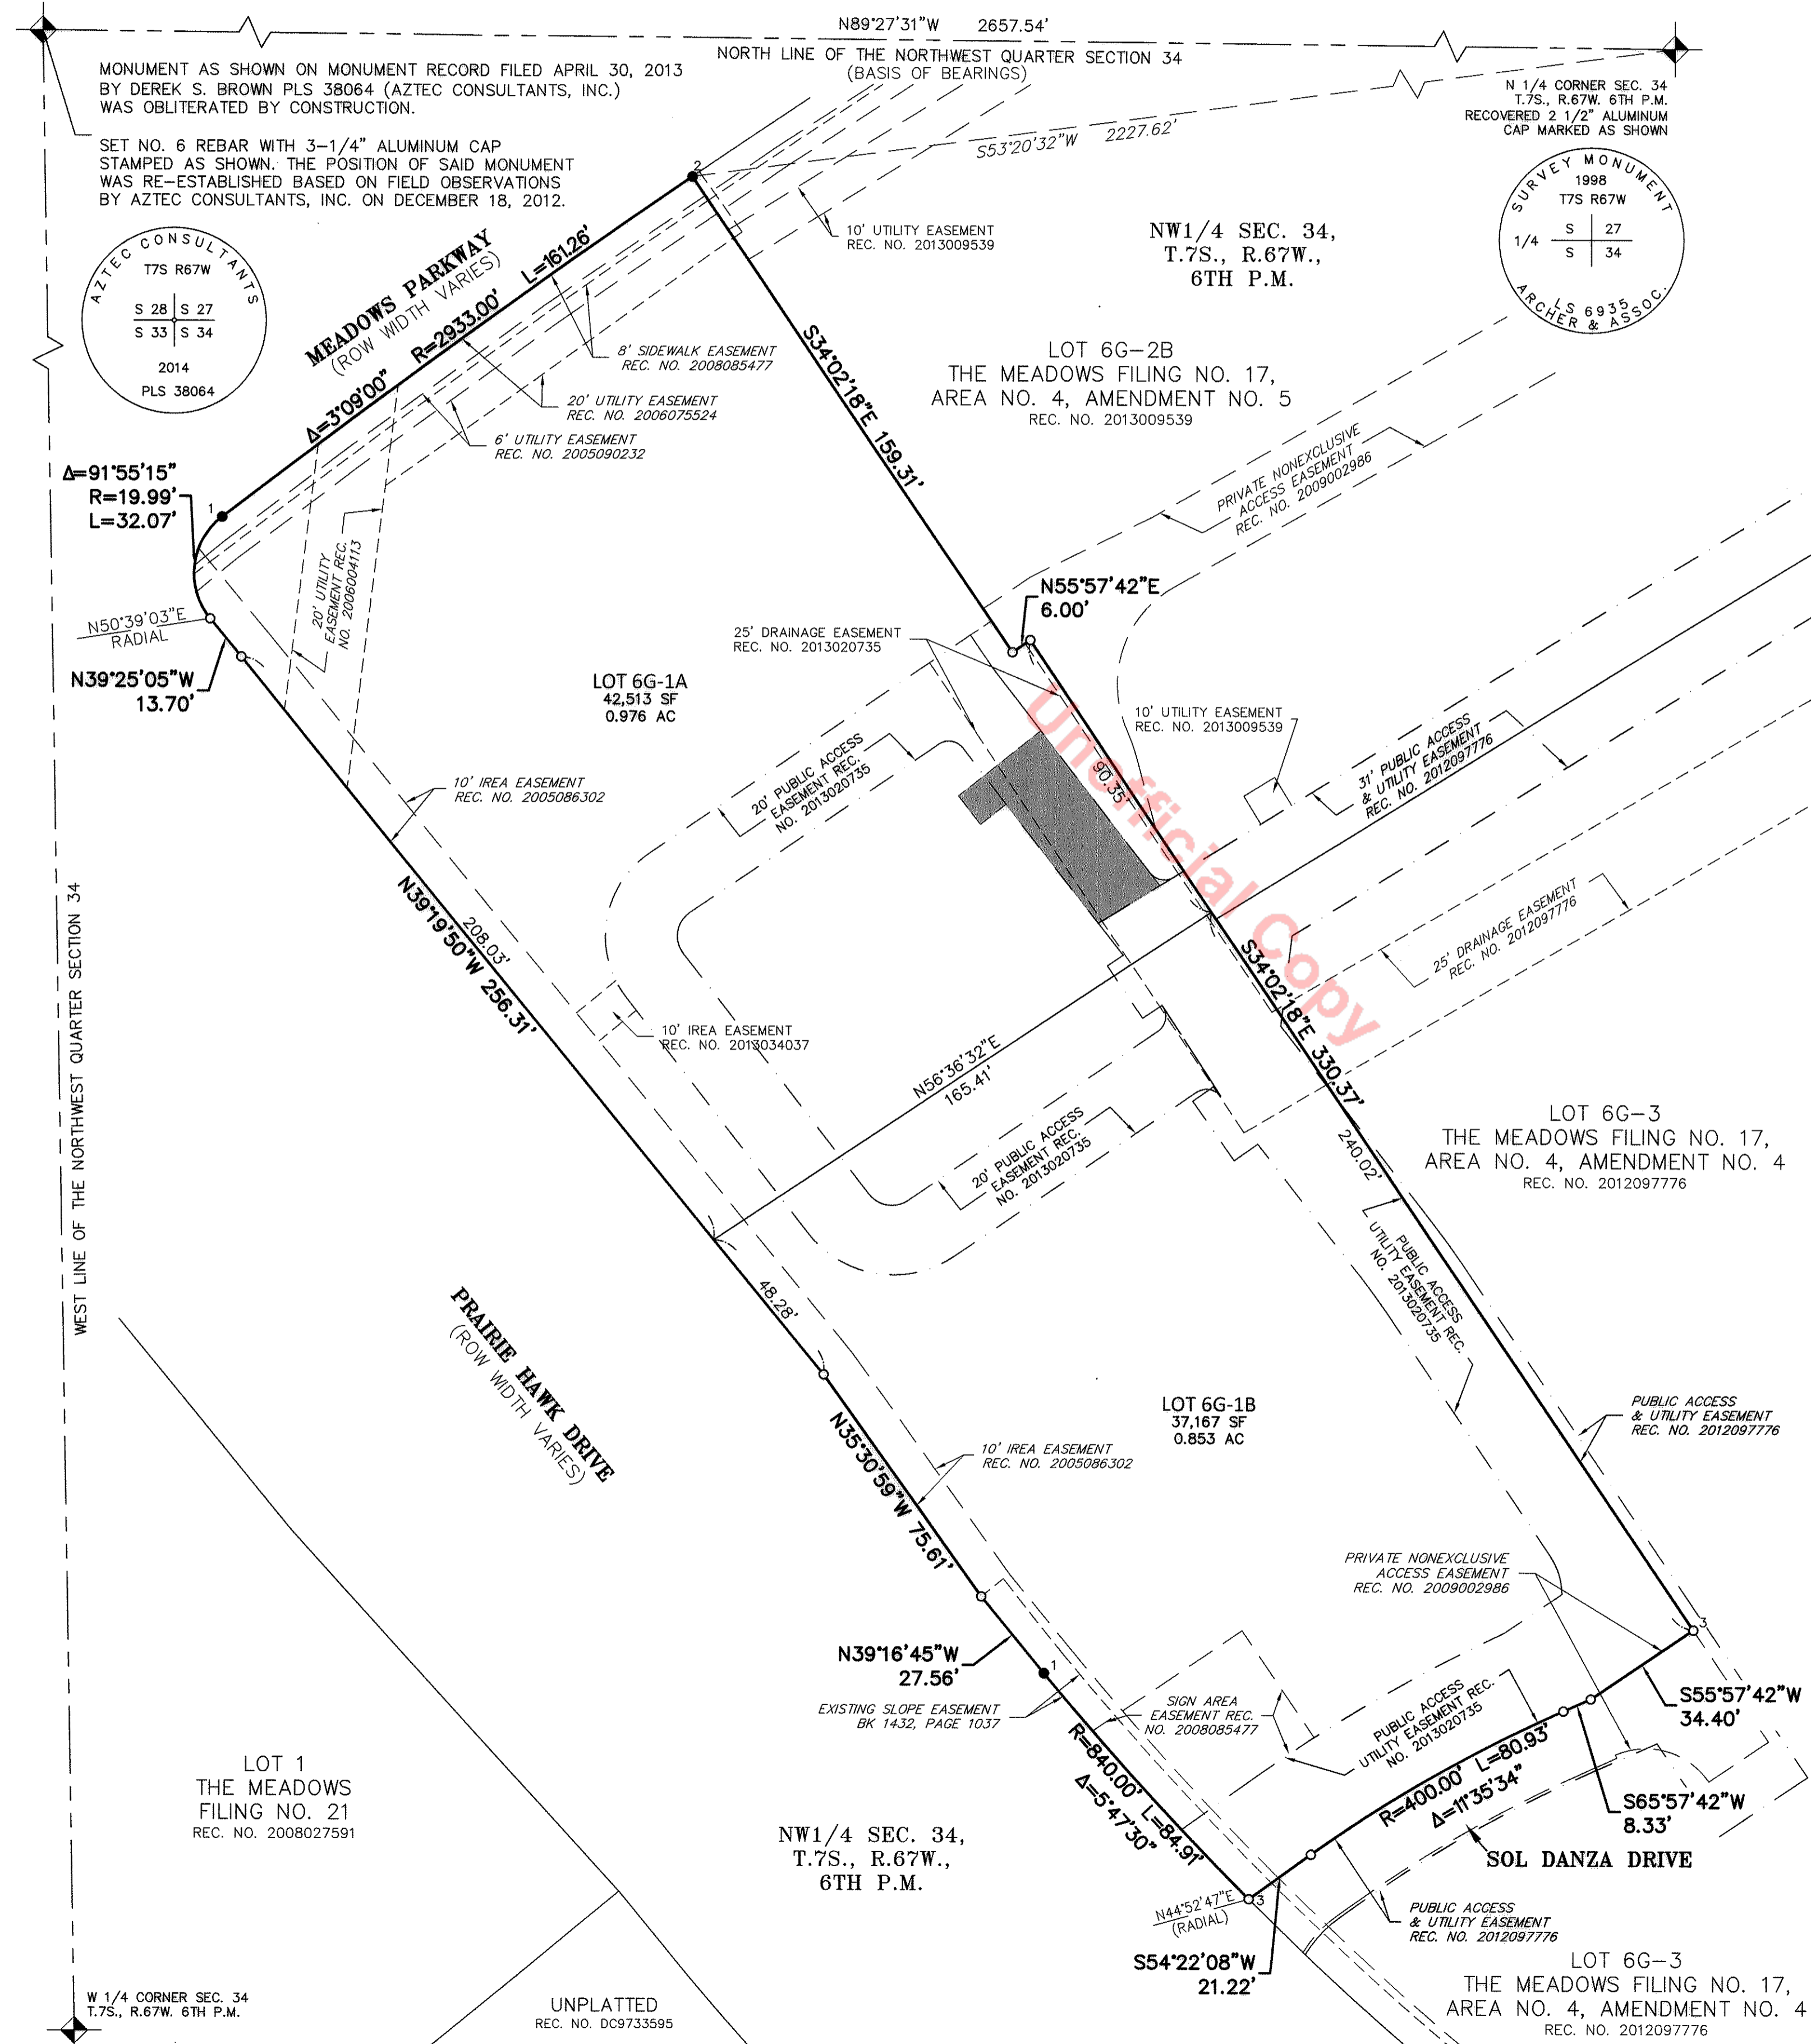 N89°27'31"W 2657.54'
NORTH LINE OF THE NORTHWEST QUARTER SECTION 34
(BASIS OF BEARINGS)
MONUMENT AS SHOWN ON MONUMENT RECORD FILED APRIL 30, 2013
BY DEREK S. BROWN PLS 38064 (AZTEC CONSULTANTS, INC.)
WAS OBLITERATED BY CONSTRUCTION.
SET NO. 6 REBAR WITH 3-1/4" ALUMINUM CAP
STAMPED AS SHOWN. THE POSITION OF SAID MONUMENT
WAS RE-ESTABLISHED BASED ON FIELD OBSERVATIONS
BY AZTEC CONSULTANTS, INC. ON DECEMBER 18, 2012.
N 1/4 CORNER SEC. 34
T.7S., R.67W. 6TH P.M.
RECOVERED 2 1/2" ALUMINUM
CAP MARKED AS SHOWN
S53°20'32"W 2227.62'
AZTEC CONSULTANTS
T7S R67W
S 28 S 27
S 33 S 34
2014
PLS 38064
SURVEY MONUMENT
1998
T7S R67W
S 27
1/4
S 34
LS 6935
ARCHER & ASSOC.
2
10' UTILITY EASEMENT
REC. NO. 2013009539
NW1/4 SEC. 34,
T.7S., R.67W.,
6TH P.M.
MEADOWS PARKWAY
(ROW WIDTH VARIES)
Δ=3°09'00" R=2933.00' L=161.26'
8' SIDEWALK EASEMENT
REC. NO. 2008085477
20' UTILITY EASEMENT
REC. NO. 2006075524
6' UTILITY EASEMENT
REC. NO. 2005090232
S34°02'18"E 159.31'
LOT 6G-2B
THE MEADOWS FILING NO. 17,
AREA NO. 4, AMENDMENT NO. 5
REC. NO. 2013009539
PRIVATE NONEXCLUSIVE
ACCESS EASEMENT
REC. NO. 2009002986
Δ=91°55'15"
R=19.99'
L=32.07'
1
20' UTILITY
EASEMENT REC.
NO. 2006004113
N50°39'03"E
RADIAL
N39°25'05"W
13.70'
N55°57'42"E
6.00'
25' DRAINAGE EASEMENT
REC. NO. 2013020735
LOT 6G-1A
42,513 SF
0.976 AC
10' UTILITY EASEMENT
REC. NO. 2013009539
31' PUBLIC ACCESS
& UTILITY EASEMENT
REC. NO. 2012097776
20' PUBLIC ACCESS
EASEMENT REC.
NO. 2013020735
90.35'
10' IREA EASEMENT
REC. NO. 2005086302
Unofficial Copy
25' DRAINAGE EASEMENT
REC. NO. 2012097776
208.03'
N39°19'50"W 256.31'
10' IREA EASEMENT
REC. NO. 2013034037
N56°36'32"E
165.41'
S34°02'18"E 330.37'
240.02'
20' PUBLIC ACCESS
EASEMENT REC.
NO. 2013020735
LOT 6G-3
THE MEADOWS FILING NO. 17,
AREA NO. 4, AMENDMENT NO. 4
REC. NO. 2012097776
WEST LINE OF THE NORTHWEST QUARTER SECTION 34
PUBLIC ACCESS
UTILITY EASEMENT REC.
NO. 2013020735
48.28'
PRAIRIE HAWK DRIVE
(ROW WIDTH VARIES)
LOT 6G-1B
37,167 SF
0.853 AC
PUBLIC ACCESS
& UTILITY EASEMENT
REC. NO. 2012097776
10' IREA EASEMENT
REC. NO. 2005086302
N35°30'59"W 75.61'
PRIVATE NONEXCLUSIVE
ACCESS EASEMENT
REC. NO. 2009002986
3
N39°16'45"W
27.56'
1
EXISTING SLOPE EASEMENT
BK 1432, PAGE 1037
SIGN AREA
EASEMENT REC.
NO. 2008085477
PUBLIC ACCESS
UTILITY EASEMENT REC.
NO. 2013020735
S55°57'42"W
34.40'
R=840.00' L=84.91'
Δ=5°47'30"
R=400.00' L=80.93'
Δ=11°35'34"
S65°57'42"W
8.33'
SOL DANZA DRIVE
LOT 1
THE MEADOWS
FILING NO. 21
REC. NO. 2008027591
NW1/4 SEC. 34,
T.7S., R.67W.,
6TH P.M.
3
N44°52'47"E
(RADIAL)
S54°22'08"W
21.22'
PUBLIC ACCESS
& UTILITY EASEMENT
REC. NO. 2012097776
LOT 6G-3
THE MEADOWS FILING NO. 17,
AREA NO. 4, AMENDMENT NO. 4
REC. NO. 2012097776
W 1/4 CORNER SEC. 34
T.7S., R.67W. 6TH P.M.
UNPLATTED
REC. NO. DC9733595